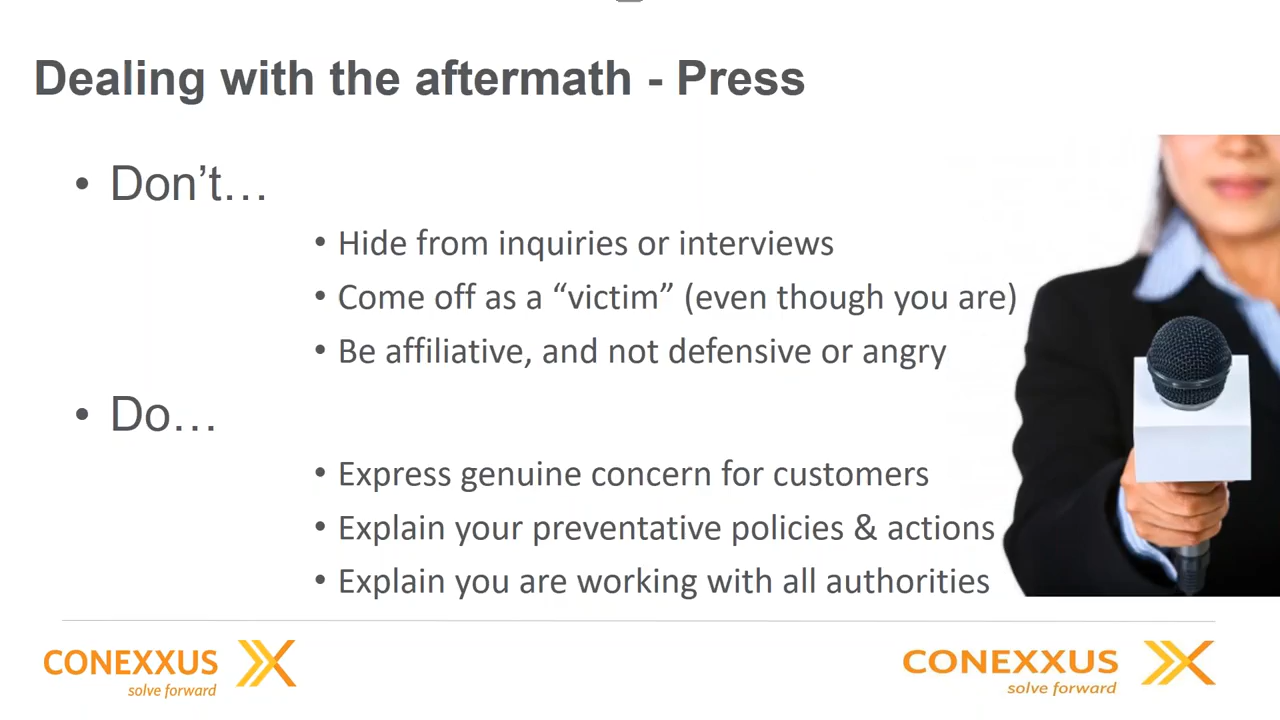 Dealing with the aftermath - Press
• Don’t…
• Hide from inquiries or interviews
• Come off as a “victim” (even though you are)
• Be affiliative, and not defensive or angry
• Do…
• Express genuine concern for customers
• Explain your preventative policies & actions
• Explain you are working with all authorities
CONEXXUS
solve forward
CONEXXUS
solve forward